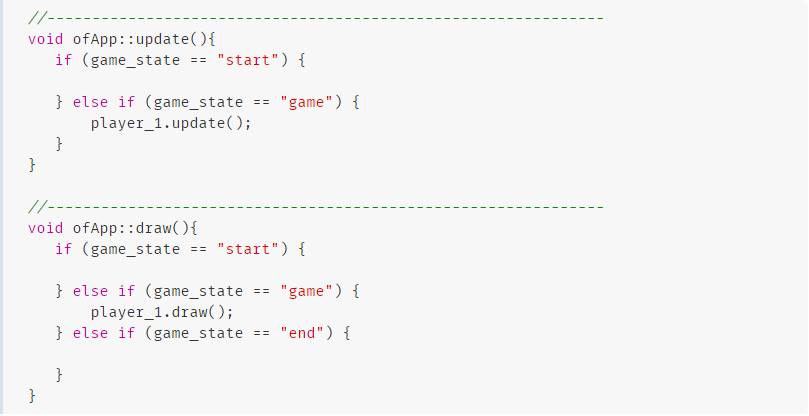 //--------------------------------------------------------------
void ofApp::update(){
   if (game_state == "start") {
   } else if (game_state == "game") {
       player_1.update();
   }
}
//--------------------------------------------------------------
void ofApp::draw(){
   if (game_state == "start") {
   } else if (game_state == "game") {
       player_1.draw();
   } else if (game_state == "end") {
   }
}